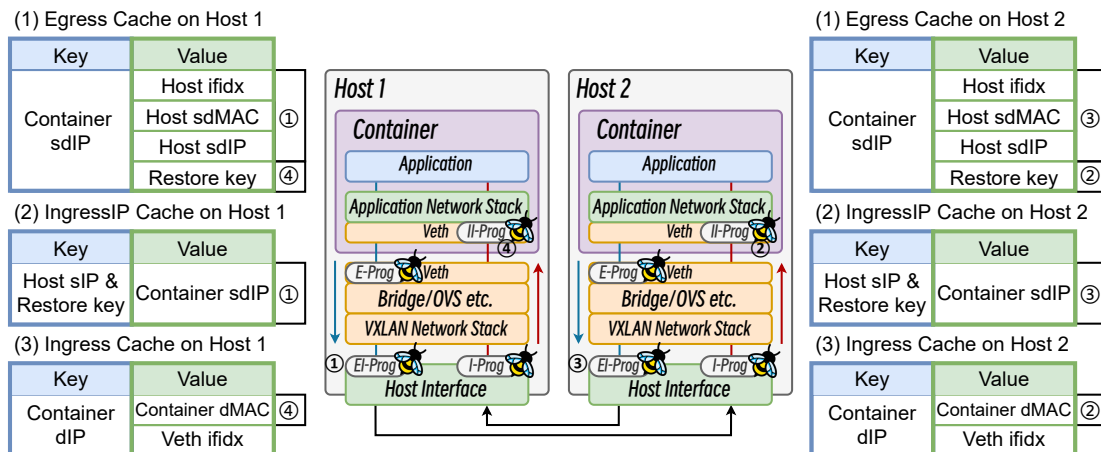 (1) Egress Cache on Host 1
Key
Value
Container sdIP
Host ifidx
Host sdMAC
Host sdIP
①
Restore key
④
(2) IngressIP Cache on Host 1
Key
Value
Host sIP &
Restore key
Container sdIP
①
(3) Ingress Cache on Host 1
Key
Value
Container
dIP
Container dMAC
④
Veth ifidx
Host 1
Container
Application
Application Network Stack
Veth
II-Prog
④
E-Prog
Veth
Bridge/OVS etc.
VXLAN Network Stack
①
EI-Prog
I-Prog
Host Interface
Host 2
Container
Application
Application Network Stack
Veth
II-Prog
②
E-Prog
Veth
Bridge/OVS etc.
VXLAN Network Stack
③
EI-Prog
I-Prog
Host Interface
(1) Egress Cache on Host 2
Key
Value
Container
sdIP
Host ifidx
Host sdMAC
Host sdIP
③
Restore key
②
(2) IngressIP Cache on Host 2
Key
Value
Host sIP &
Restore key
Container sdIP
③
(3) Ingress Cache on Host 2
Key
Value
Container
dIP
Container dMAC
②
Veth ifidx